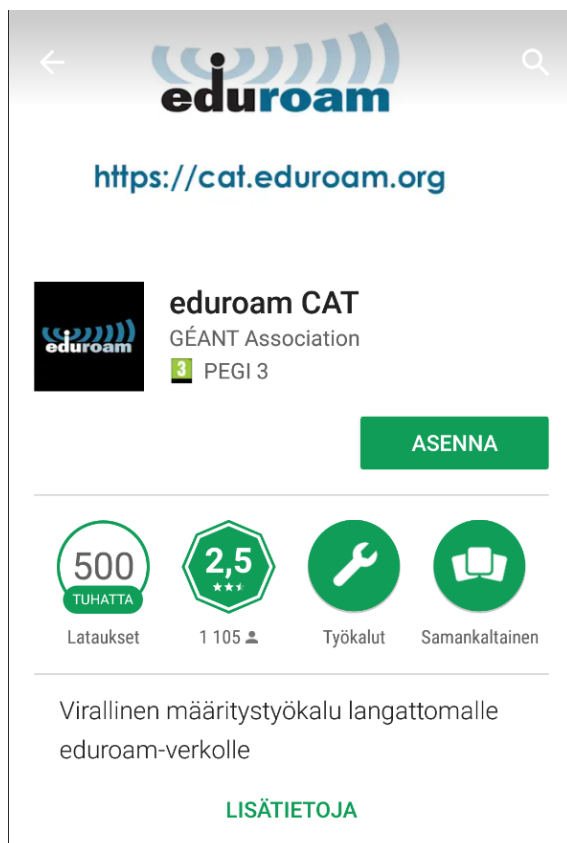 eduroam
https://cat.eduroam.org
eduroam
eduroam CAT
GÉANT Association
3 PEGI 3
ASENNA
500
TUHATTA
2,5
Lataukset
1 105
Työkalut
Samankaltainen
Virallinen määritystyökalu langattomalle
eduroam-verkolle
LISÄTIETOJA